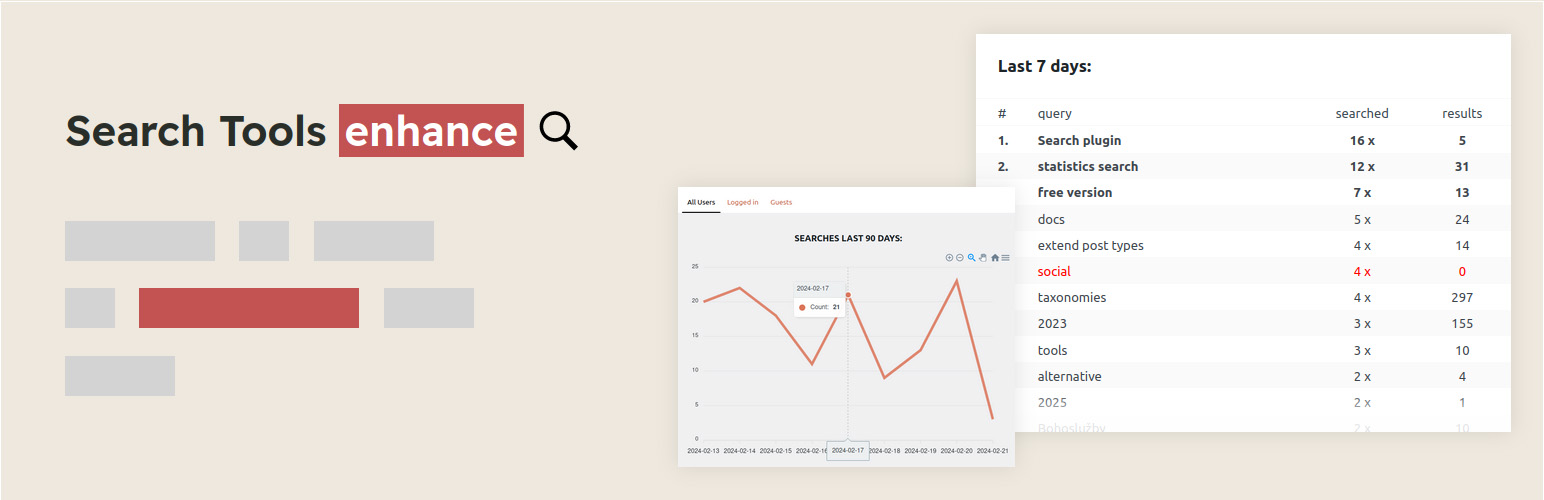 Search Tools enhance
All Users Logged in Guests
SEARCHES LAST 90 DAYS:
25
20
15
10
5
0
2024-02-17
Count: 21
2024-02-13 2024-02-14 2024-02-15 2024-02-16 2024-02-17 2024-02-18 2024-02-19 2024-02-20 2024-02-21
Last 7 days:
# query searched results
1. Search plugin 16 x 5
2. statistics search 12 x 31
free version 7 x 13
docs 5 x 24
extend post types 4 x 14
social 4 x 0
taxonomies 4 x 297
2023 3 x 155
tools 3 x 10
alternative 2 x 4
2025 2 x 1
Bohoslužby 2 x 10